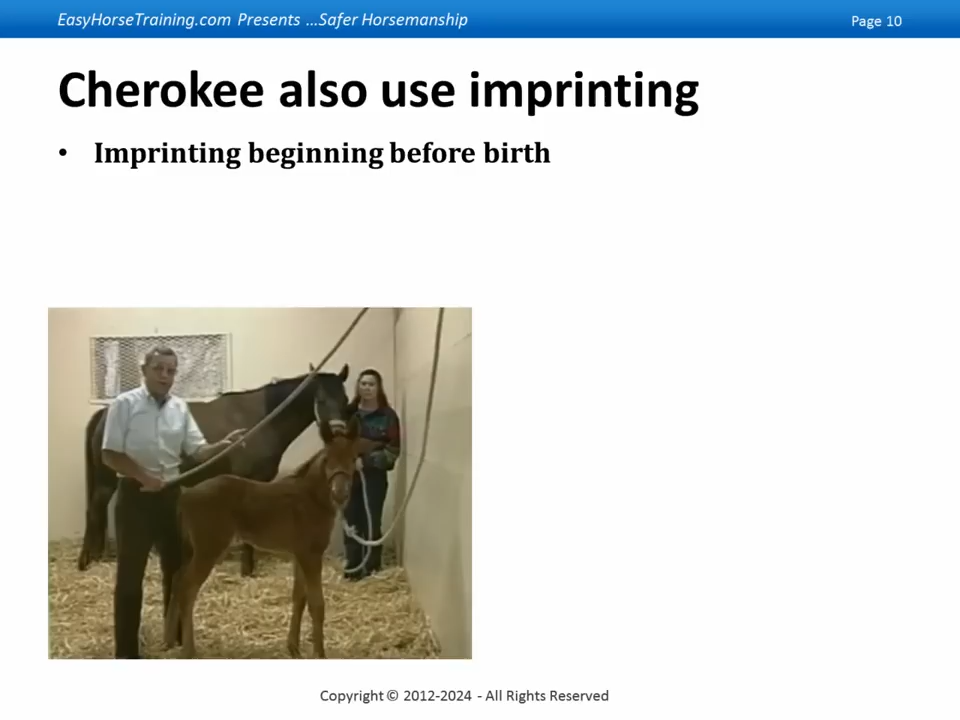 EasyHorseTraining.com Presents ...Safer Horsemanship
Page 10
Cherokee also use imprinting
• Imprinting beginning before birth
Copyright © 2012-2024 - All Rights Reserved